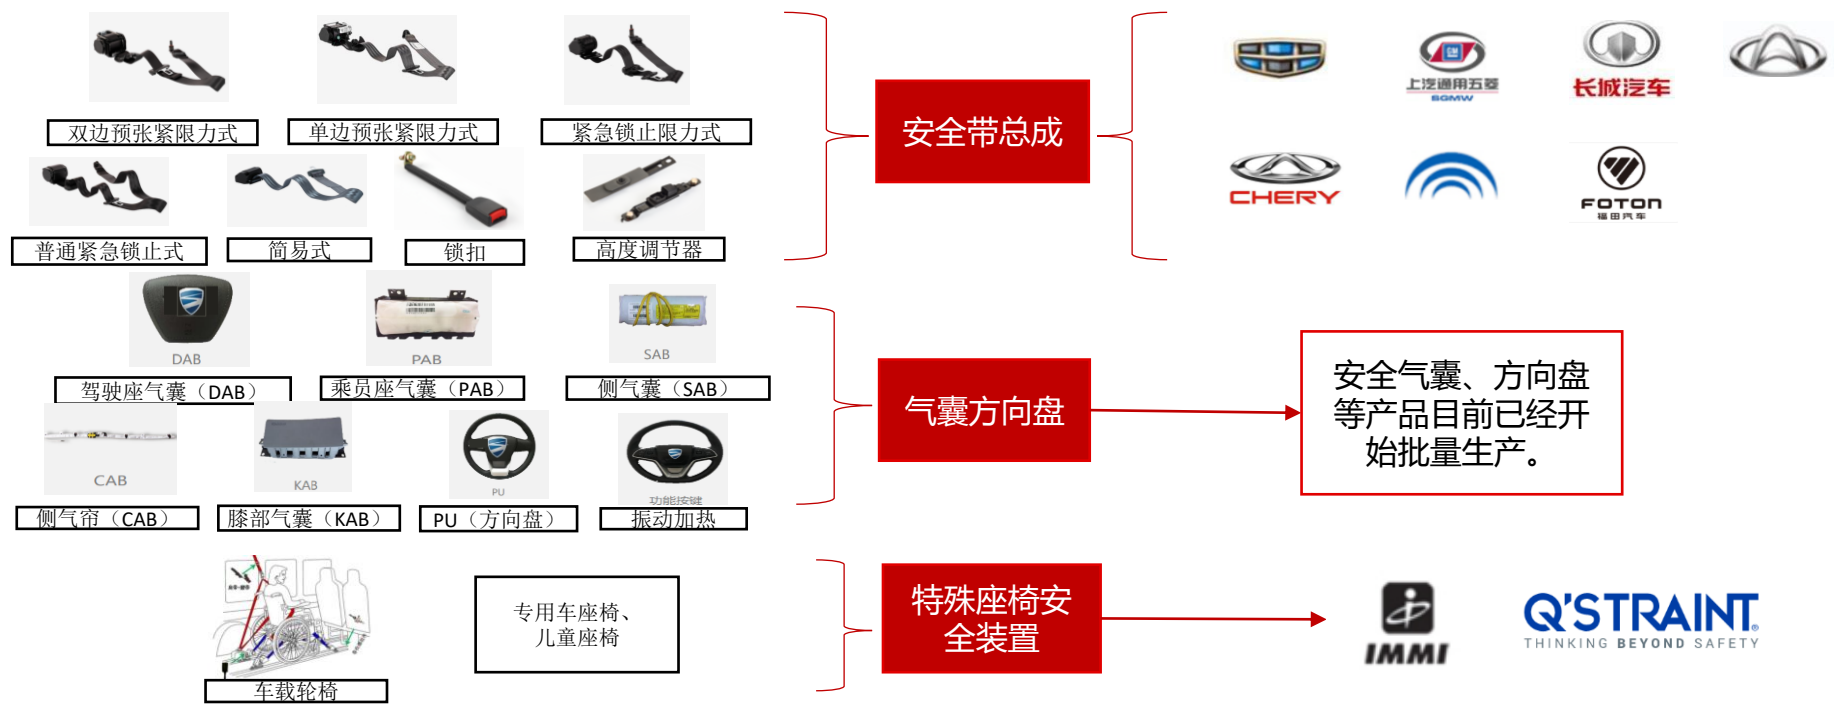 双边预张紧限力式
单边预张紧限力式
紧急锁止限力式
普通紧急锁止式
简易式
锁扣
高度调节器
安全带总成
GM
上汽通用五菱
SGMW
长城汽车
CHERY
FOTON
福田汽车
DAB
PAB
SAB
驾驶座气囊（DAB）
乘员座气囊（PAB）
侧气囊（SAB）
CAB
KAB
PU
功能按键
侧气帘（CAB）
膝部气囊（KAB）
PU（方向盘）
振动加热
气囊方向盘
安全气囊、方向盘
等产品目前已经开
始批量生产。
车载轮椅
专用车座椅、
儿童座椅
特殊座椅安
全装置
IMMI
Q'STRAINT®
THINKING BEYOND SAFETY